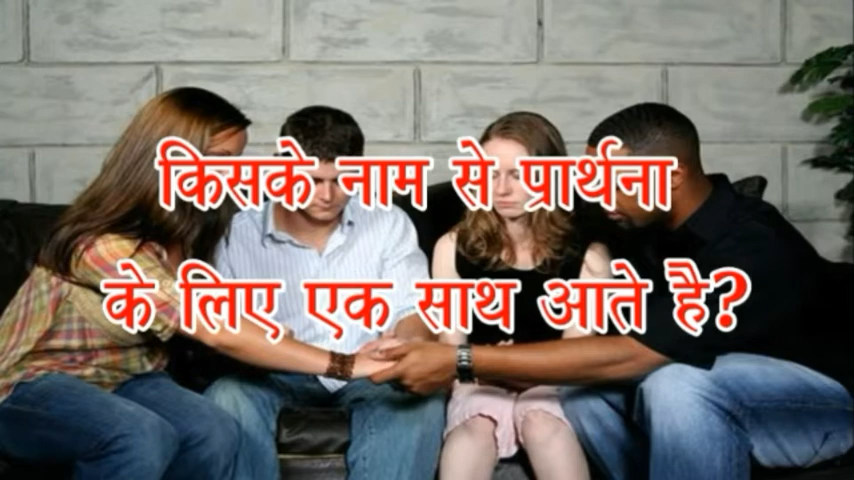 किसके नाम से प्रार्थना
के लिए एक साथ आते है?